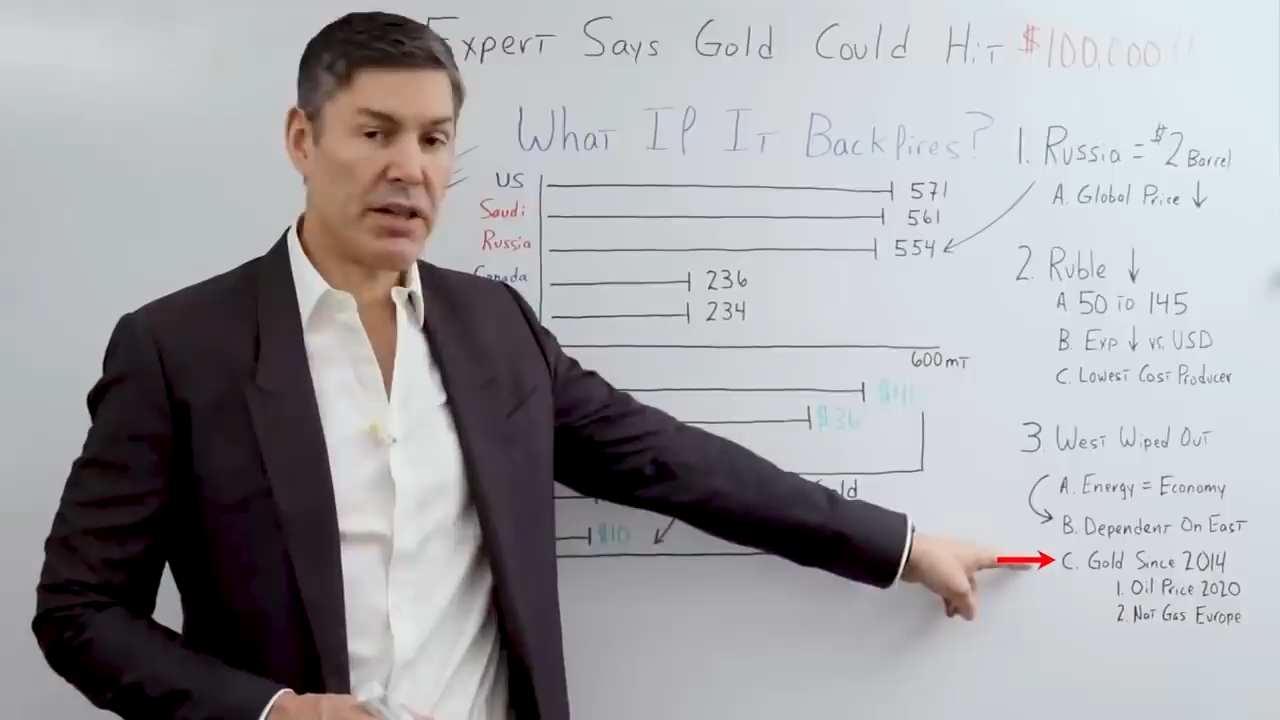 Expert Says Gold Could Hit $100,000!!
What If It Backfires?
US 571
Saudi 561
Russia 554
Canada 236
234
600mT
$41
$36
$10
1. Russia = $2 Barrel
A. Global Price ↓
2. Ruble ↓
A. 50 to 145
B. Exp ↓ vs. USD
C. Lowest Cost Producer
3. West Wiped Out
A. Energy = Economy
B. Dependent On East
C. Gold Since 2014
1. Oil Price 2020
2. Nat Gas Europe